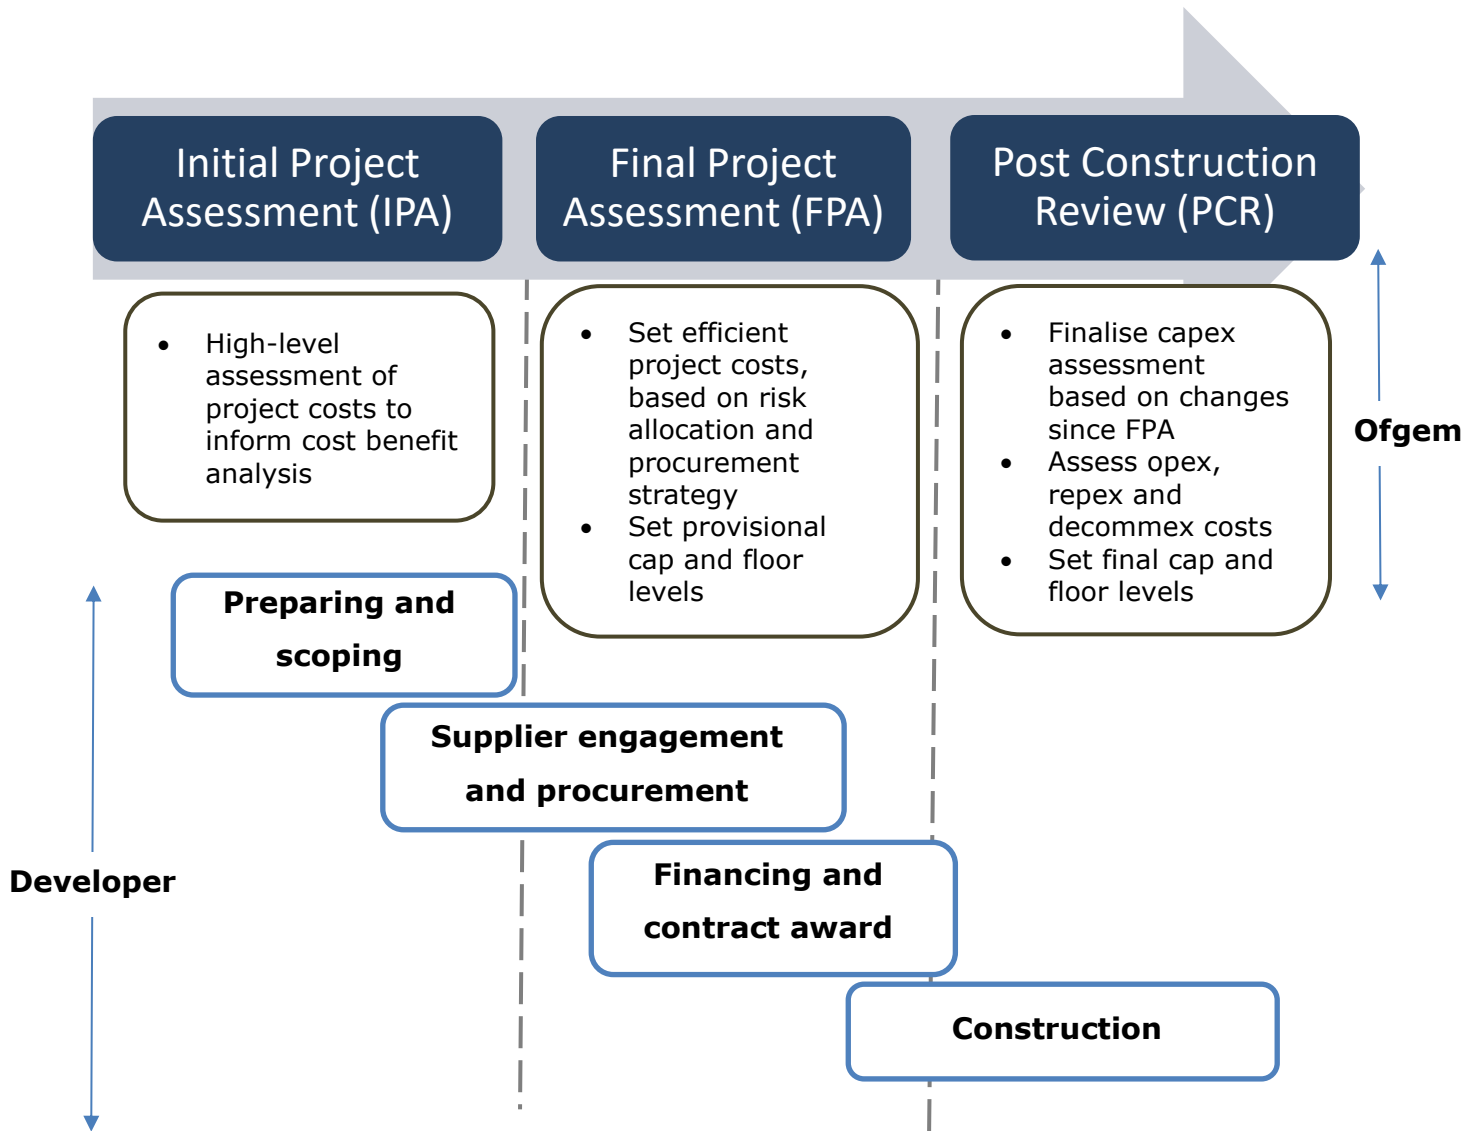 Initial Project
Assessment (IPA)
Final Project
Assessment (FPA)
Post Construction
Review (PCR)
• High-level
assessment of
project costs to
inform cost benefit
analysis
• Set efficient
project costs,
based on risk
allocation and
procurement
strategy
• Set provisional
cap and floor
levels
• Finalise capex
assessment
based on changes
since FPA
• Assess opex,
repex and
decommex costs
• Set final cap and
floor levels
Ofgem
Preparing and
scoping
Supplier engagement
and procurement
Developer
Financing and
contract award
Construction